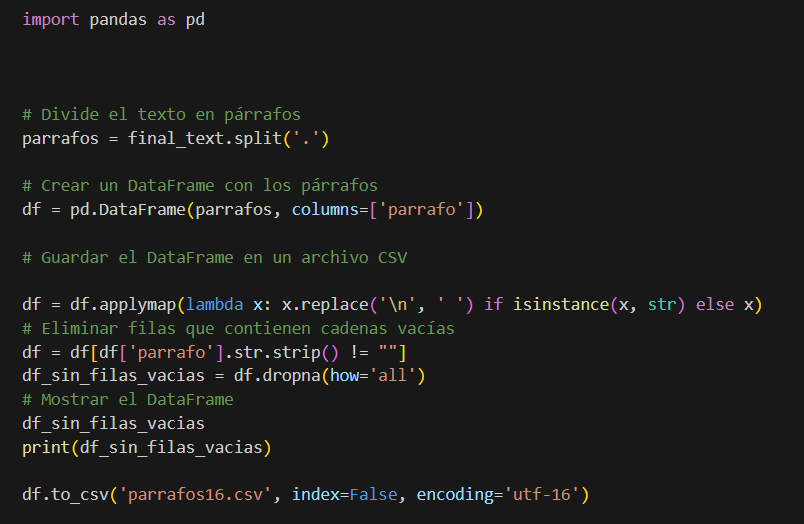 import pandas as pd
# Divide el texto en párrafos
parrafos = final_text.split('.')
# Crear un DataFrame con los párrafos
df = pd.DataFrame(parrafos, columns=['parrafo'])
# Guardar el DataFrame en un archivo CSV
df = df.applymap(lambda x: x.replace('\n', ' ') if isinstance(x, str) else x)
# Eliminar filas que contienen cadenas vacías
df = df[df['parrafo'].str.strip() != ""]
df_sin_filas_vacias = df.dropna(how='all')
# Mostrar el DataFrame
df_sin_filas_vacias
print(df_sin_filas_vacias)
df.to_csv('parrafos16.csv', index=False, encoding='utf-16')